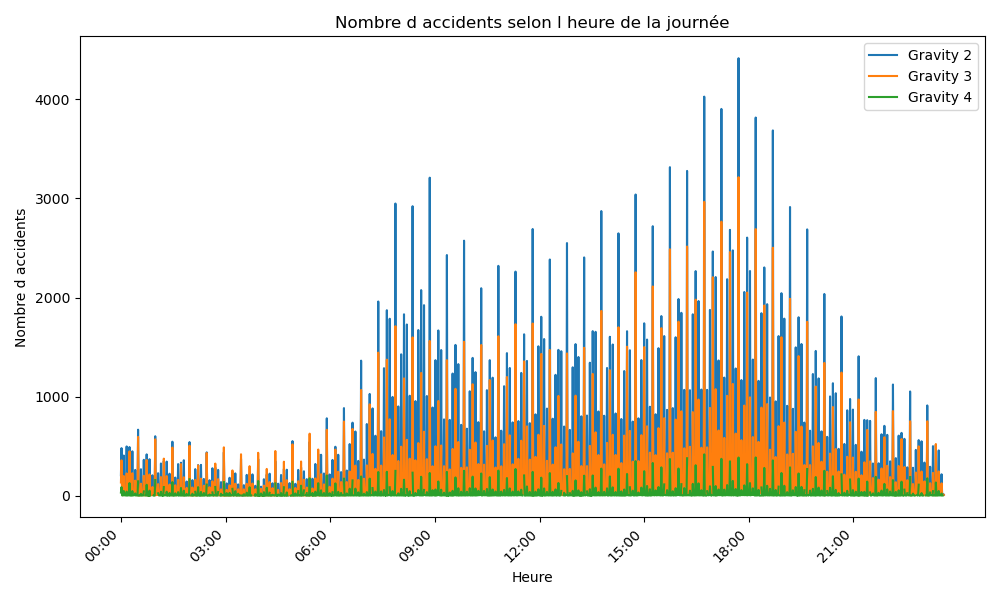 Nombre d accidents selon l heure de la journée
Gravity 2
Gravity 3
Gravity 4
Nombre d accidents
4000
3000
2000
1000
0
00:00
03:00
06:00
09:00
12:00
15:00
18:00
21:00
Heure